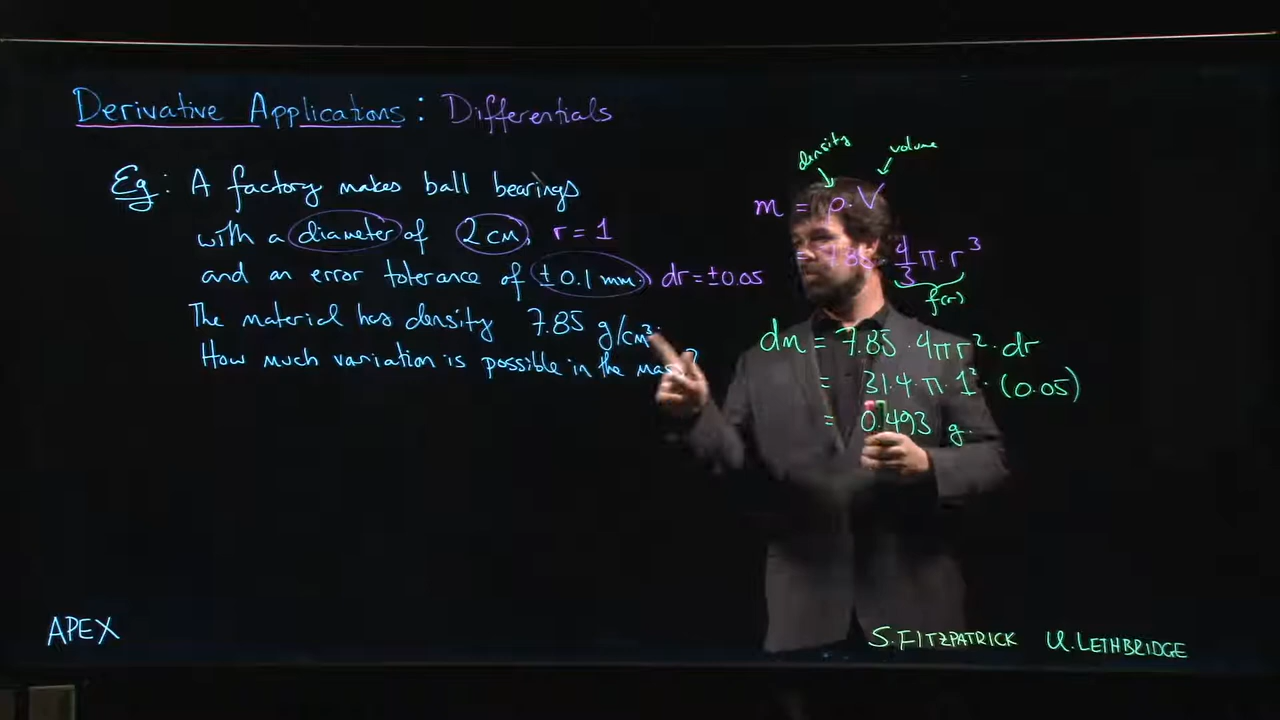 Derivative Applications: Differentials
Eg: A factory makes ball bearings
with a diameter of 2 cm, r = 1
and an error tolerance of ±0.1 mm. dr = ±0.05
The material has density 7.85 g/cm³.
How much variation is possible in the mass?
density volume
m = ρ·V
= 7.85 · 4/3 π · r³
f(r)
dm = 7.85 · 4πr² · dr
= 31.4 · π · 1² · (0.05)
= 0.493 g.
APEX
S. FITZPATRICK U. LETHBRIDGE